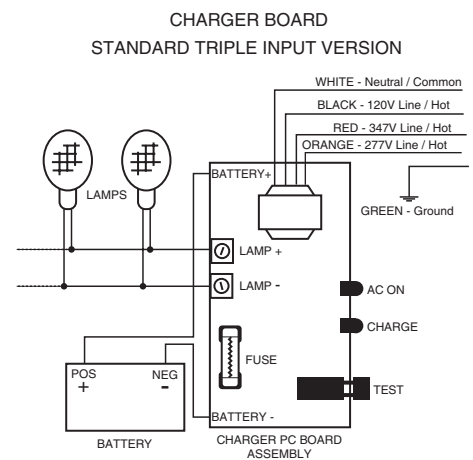 CHARGER BOARD
STANDARD TRIPLE INPUT VERSION
WHITE - Neutral / Common
BLACK - 120V Line / Hot
RED - 347V Line / Hot
ORANGE - 277V Line / Hot
BATTERY+
LAMPS
GREEN - Ground
LAMP +
LAMP -
AC ON
CHARGE
FUSE
POS
NEG
+
-
TEST
BATTERY -
BATTERY
CHARGER PC BOARD
ASSEMBLY